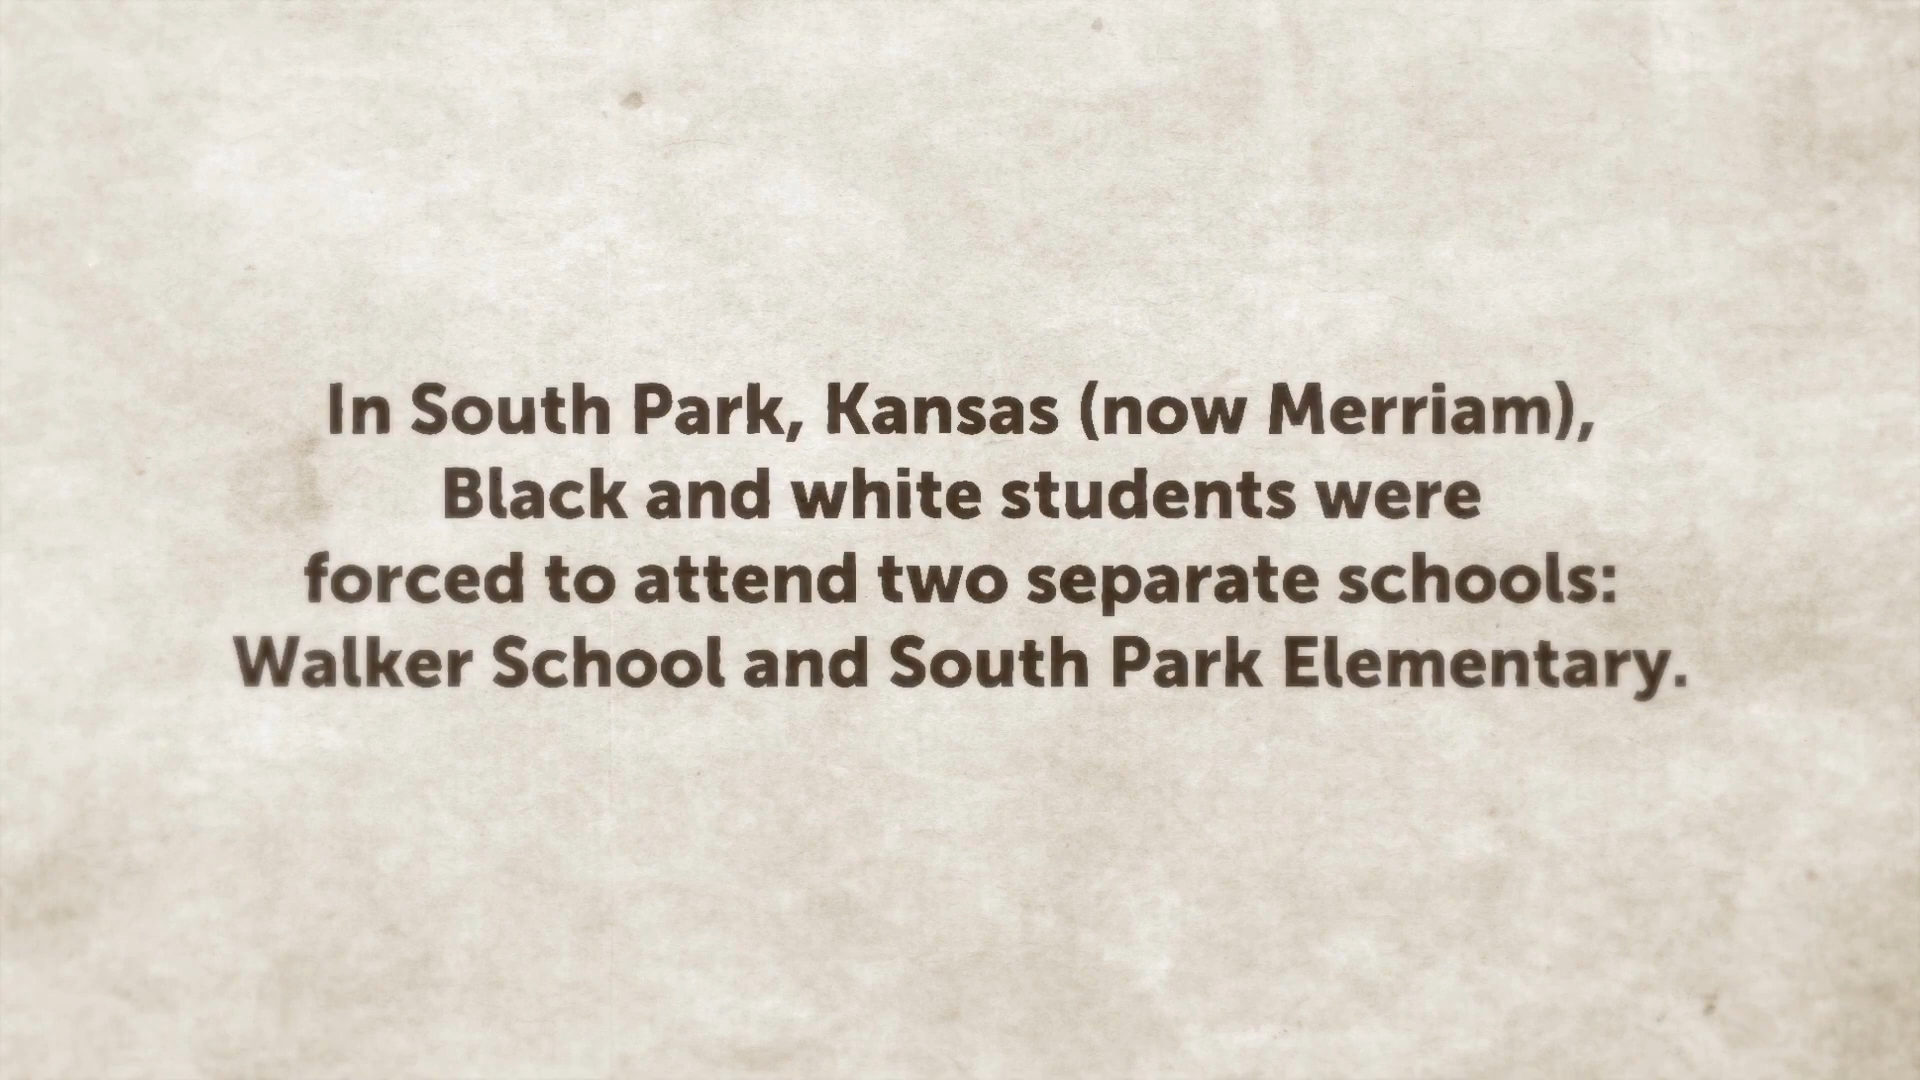 In South Park, Kansas (now Merriam),
Black and white students were
forced to attend two separate schools:
Walker School and South Park Elementary.